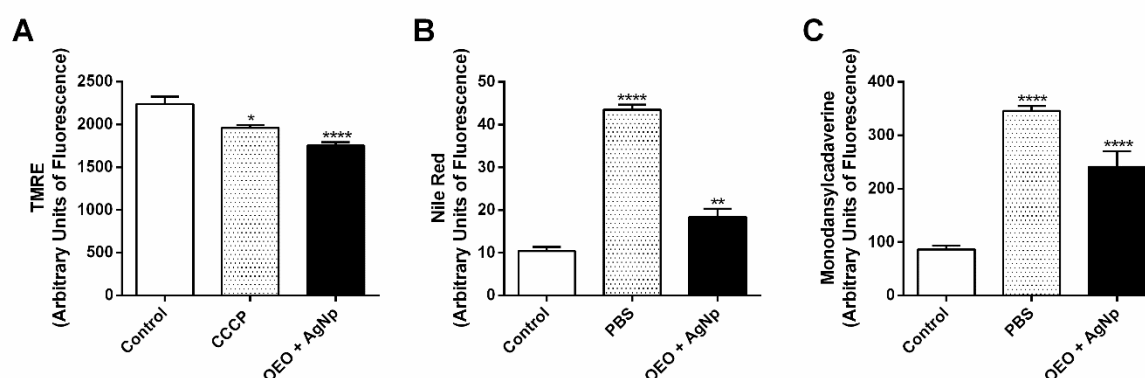 A
B
C
TMRE
(Arbitrary Units of Fluorescence)
2500
2000
1500
1000
500
0
*
****
Control
CCCP
OEO + AgNp
Nile Red
(Arbitrary Units of Fluorescence)
50
40
30
20
10
0
****
**
Control
PBS
OEO + AgNp
Monodansylcadaverine
(Arbitrary Units of Fluorescence)
400
300
200
100
0
****
****
Control
PBS
OEO + AgNp